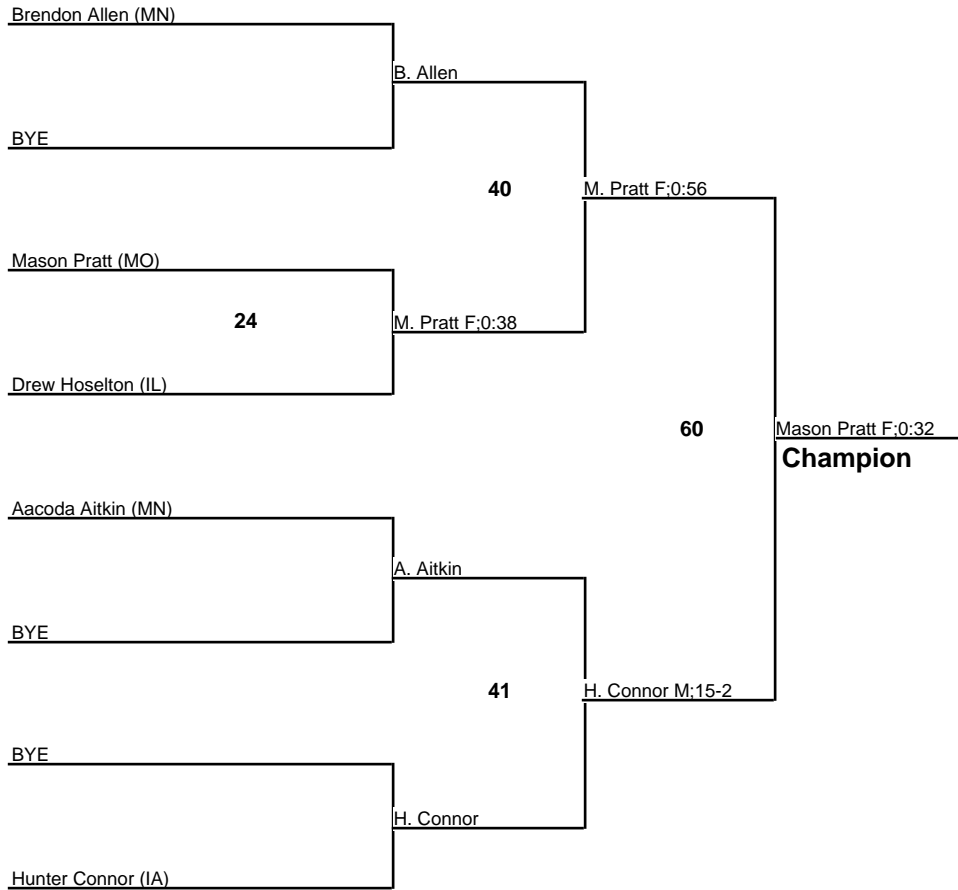 Brendon Allen (MN)
B. Allen
BYE
40
M. Pratt F;0:56
Mason Pratt (MO)
24
M. Pratt F;0:38
Drew Hoselton (IL)
60
Mason Pratt F;0:32
Champion
Aacoda Aitkin (MN)
A. Aitkin
BYE
41
H. Connor M;15-2
BYE
H. Connor
Hunter Connor (IA)